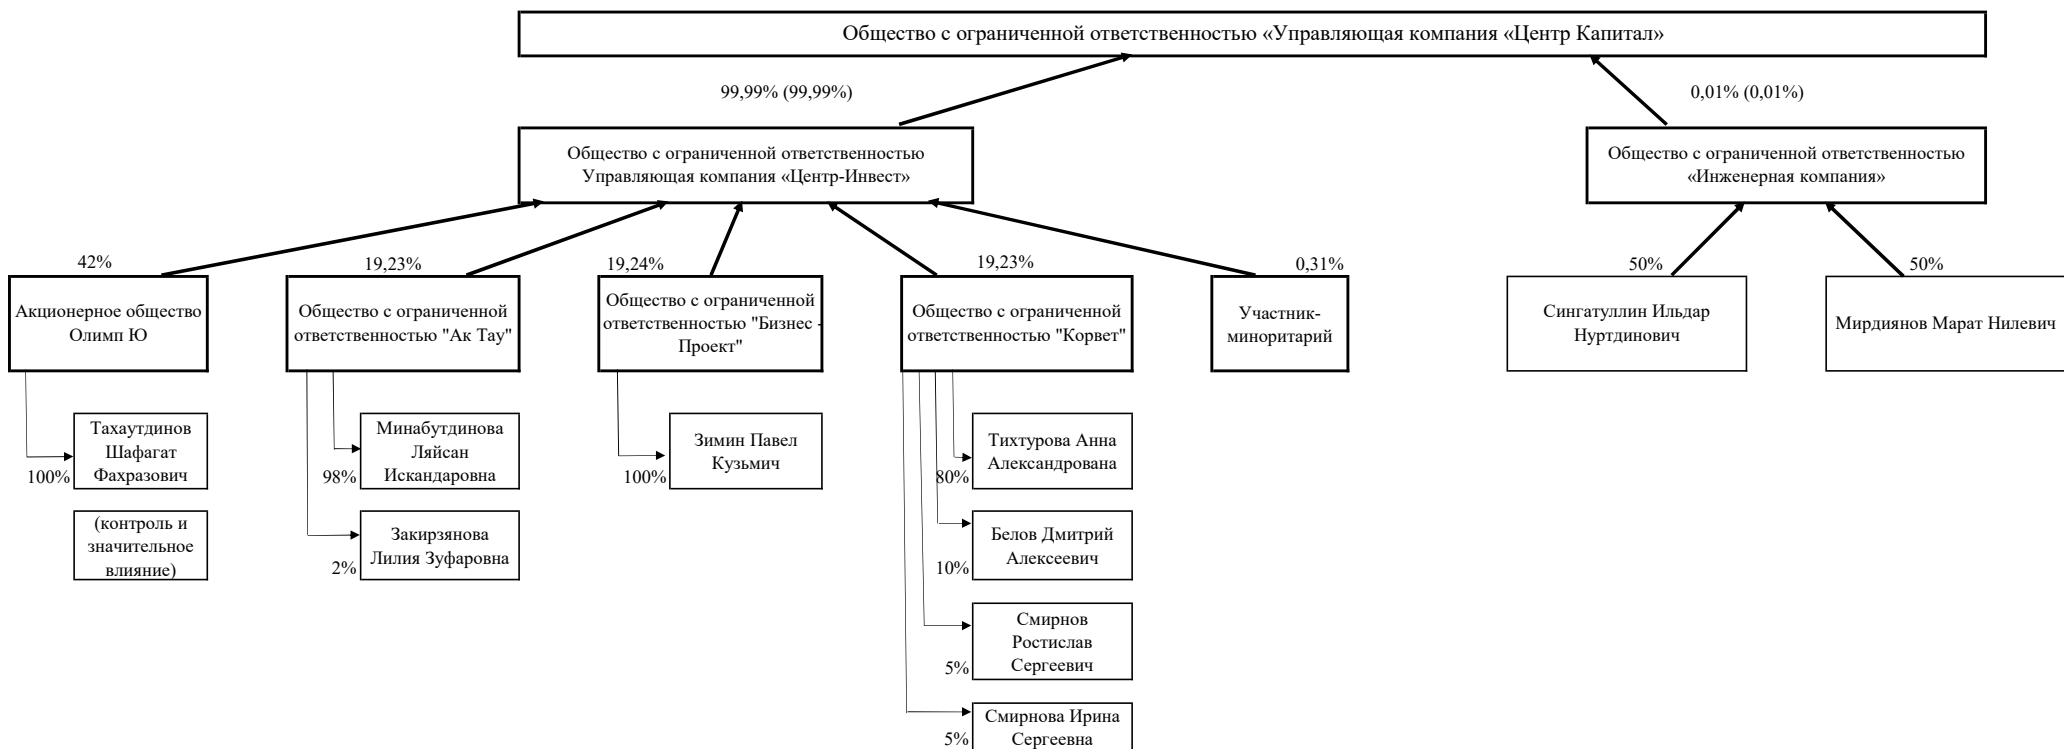 Общество с ограниченной ответственностью «Управляющая компания «Центр Капитал»
99,99% (99,99%)
0,01% (0,01%)
Общество с ограниченной ответственностью
Управляющая компания «Центр-Инвест»
Общество с ограниченной ответственностью
«Инженерная компания»
42%
19,23%
19,24%
19,23%
0,31%
50%
50%
Акционерное общество
Олимп Ю
Общество с ограниченной
ответственностью "Ак Тау"
Общество с ограниченной
ответственностью "Бизнес -
Проект"
Общество с ограниченной
ответственностью "Корвет"
Участник-
миноритарий
Сингатуллин Ильдар
Нуртдинович
Мирдиянов Марат Нилевич
Тахаутдинов
Шафагат
Фахразович
100%
Минабутдинова
Ляйсан
Искандаровна
98%
Зимин Павел
Кузьмич
100%
Тихтурова Анна
Александрована
80%
(контроль и
значительное
влияние)
Закирзянова
Лилия Зуфаровна
2%
Белов Дмитрий
Алексеевич
10%
Смирнов
Ростислав
Сергеевич
5%
Смирнова Ирина
Сергеевна
5%